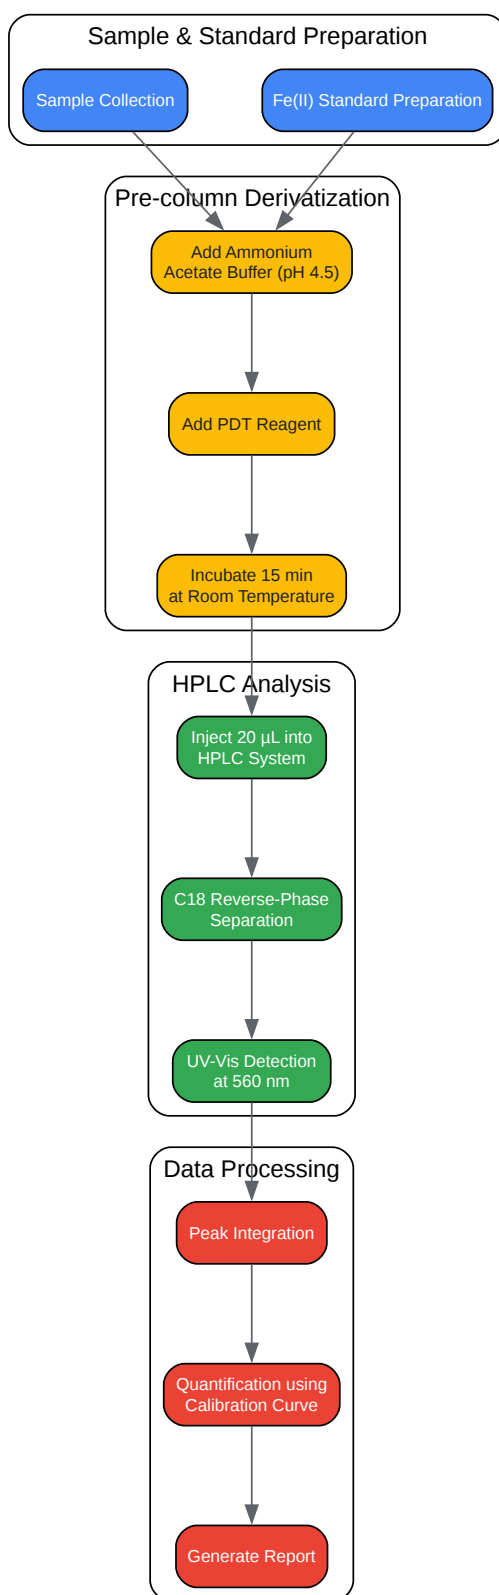 Sample & Standard Preparation
Sample Collection
Fe(II) Standard Preparation
Pre-column Derivatization
Add Ammonium
Acetate Buffer (pH 4.5)
Add PDT Reagent
Incubate 15 min
at Room Temperature
HPLC Analysis
Inject 20 µL into
HPLC System
C18 Reverse-Phase
Separation
UV-Vis Detection
at 560 nm
Data Processing
Peak Integration
Quantification using
Calibration Curve
Generate Report